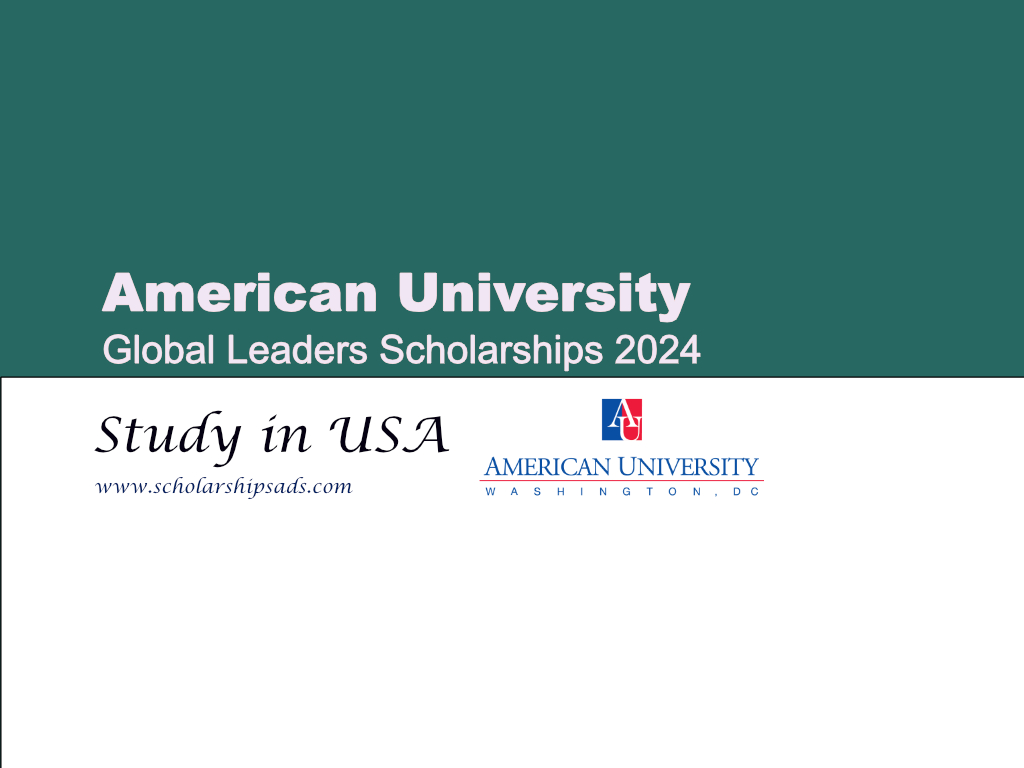 American University
Global Leaders Scholarships 2024
Study in USA
www.scholarshipsads.com
AU
AMERICAN UNIVERSITY
WASHINGTON, DC